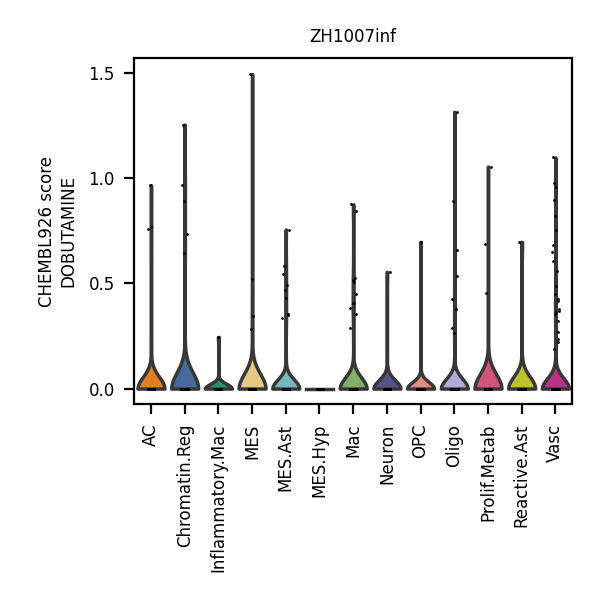 ZH1007inf
CHEMBL926 score
DOBUTAMINE
1.5
1.0
0.5
0.0
AC
Chromatin.Reg
Inflammatory.Mac
MES
MES.Ast
MES.Hyp
Mac
Neuron
OPC
Oligo
Prolif.Metab
Reactive.Ast
Vasc